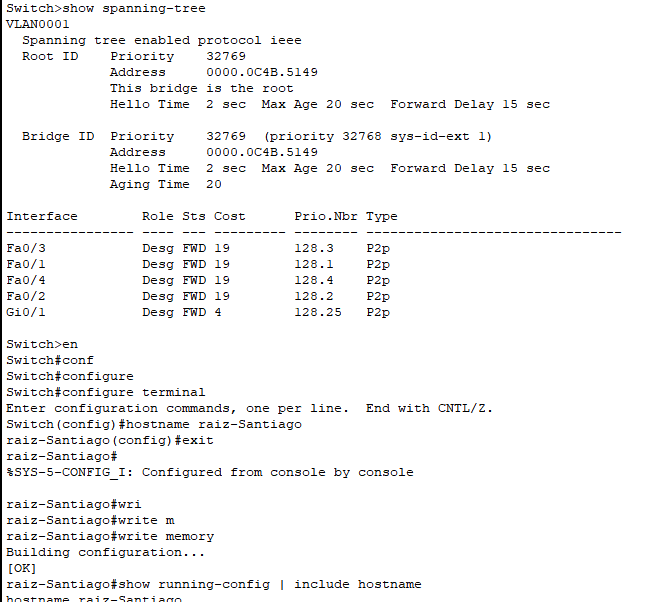 Switch>show spanning-tree
VLAN0001
  Spanning tree enabled protocol ieee
  Root ID    Priority    32769
             Address     0000.0C4B.5149
             This bridge is the root
             Hello Time  2 sec  Max Age 20 sec  Forward Delay 15 sec

  Bridge ID  Priority    32769  (priority 32768 sys-id-ext 1)
             Address     0000.0C4B.5149
             Hello Time  2 sec  Max Age 20 sec  Forward Delay 15 sec
             Aging Time  20

Interface        Role Sts Cost      Prio.Nbr Type
---------------- ---- --- --------- -------- --------------------------------
Fa0/3            Desg FWD 19        128.3    P2p
Fa0/1            Desg FWD 19        128.1    P2p
Fa0/4            Desg FWD 19        128.4    P2p
Fa0/2            Desg FWD 19        128.2    P2p
Gi0/1            Desg FWD 4         128.25   P2p

Switch>en
Switch#conf
Switch#configure
Switch#configure terminal
Enter configuration commands, one per line.  End with CNTL/Z.
Switch(config)#hostname raiz-Santiago
raiz-Santiago(config)#exit
raiz-Santiago#
%SYS-5-CONFIG_I: Configured from console by console

raiz-Santiago#wri
raiz-Santiago#write m
raiz-Santiago#write memory
Building configuration...
[OK]
raiz-Santiago#show running-config | include hostname
hostname raiz-Santiago